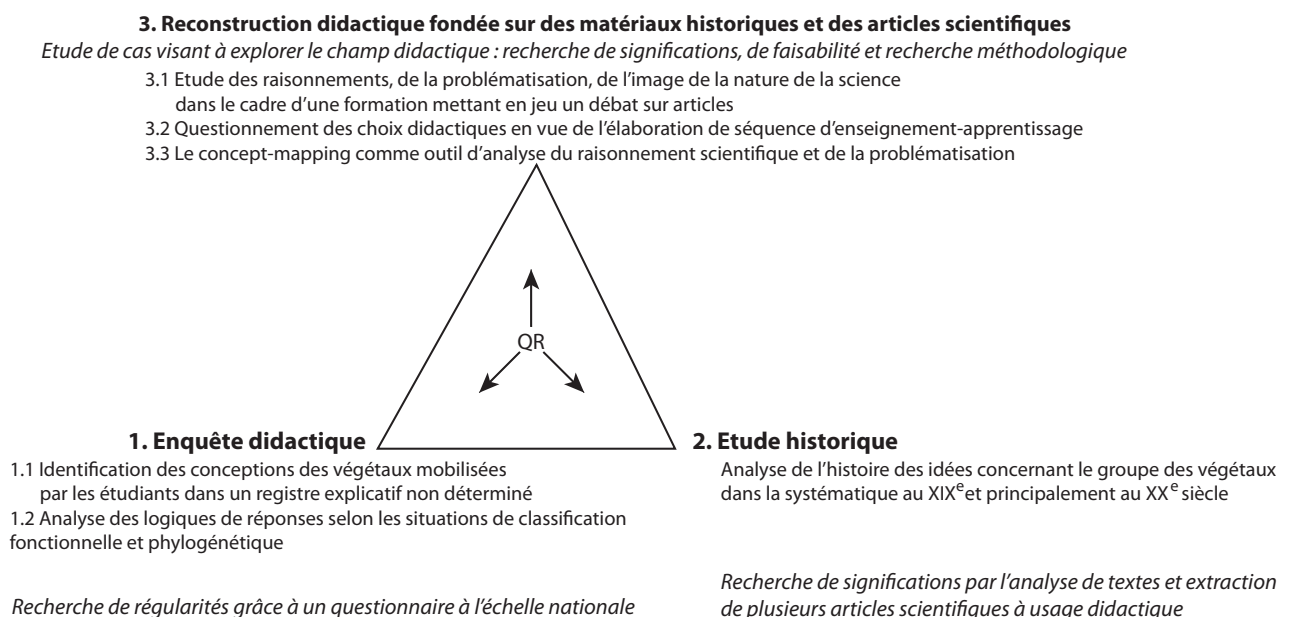 3. Reconstruction didactique fondée sur des matériaux historiques et des articles scientifiques
Etude de cas visant à explorer le champ didactique : recherche de significations, de faisabilité et recherche méthodologique
3.1 Etude des raisonnements, de la problématisation, de l'image de la nature de la science
dans le cadre d'une formation mettant en jeu un débat sur articles
3.2 Questionnement des choix didactiques en vue de l'élaboration de séquence d'enseignement-apprentissage
3.3 Le concept-mapping comme outil d'analyse du raisonnement scientifique et de la problématisation
QR
1. Enquête didactique
1.1 Identification des conceptions des végétaux mobilisées
par les étudiants dans un registre explicatif non déterminé
1.2 Analyse des logiques de réponses selon les situations de classification
fonctionnelle et phylogénétique
Recherche de régularités grâce à un questionnaire à l'échelle nationale
2. Etude historique
Analyse de l'histoire des idées concernant le groupe des végétaux
dans la systématique au XIXe et principalement au XXe siècle
Recherche de significations par l'analyse de textes et extraction
de plusieurs articles scientifiques à usage didactique